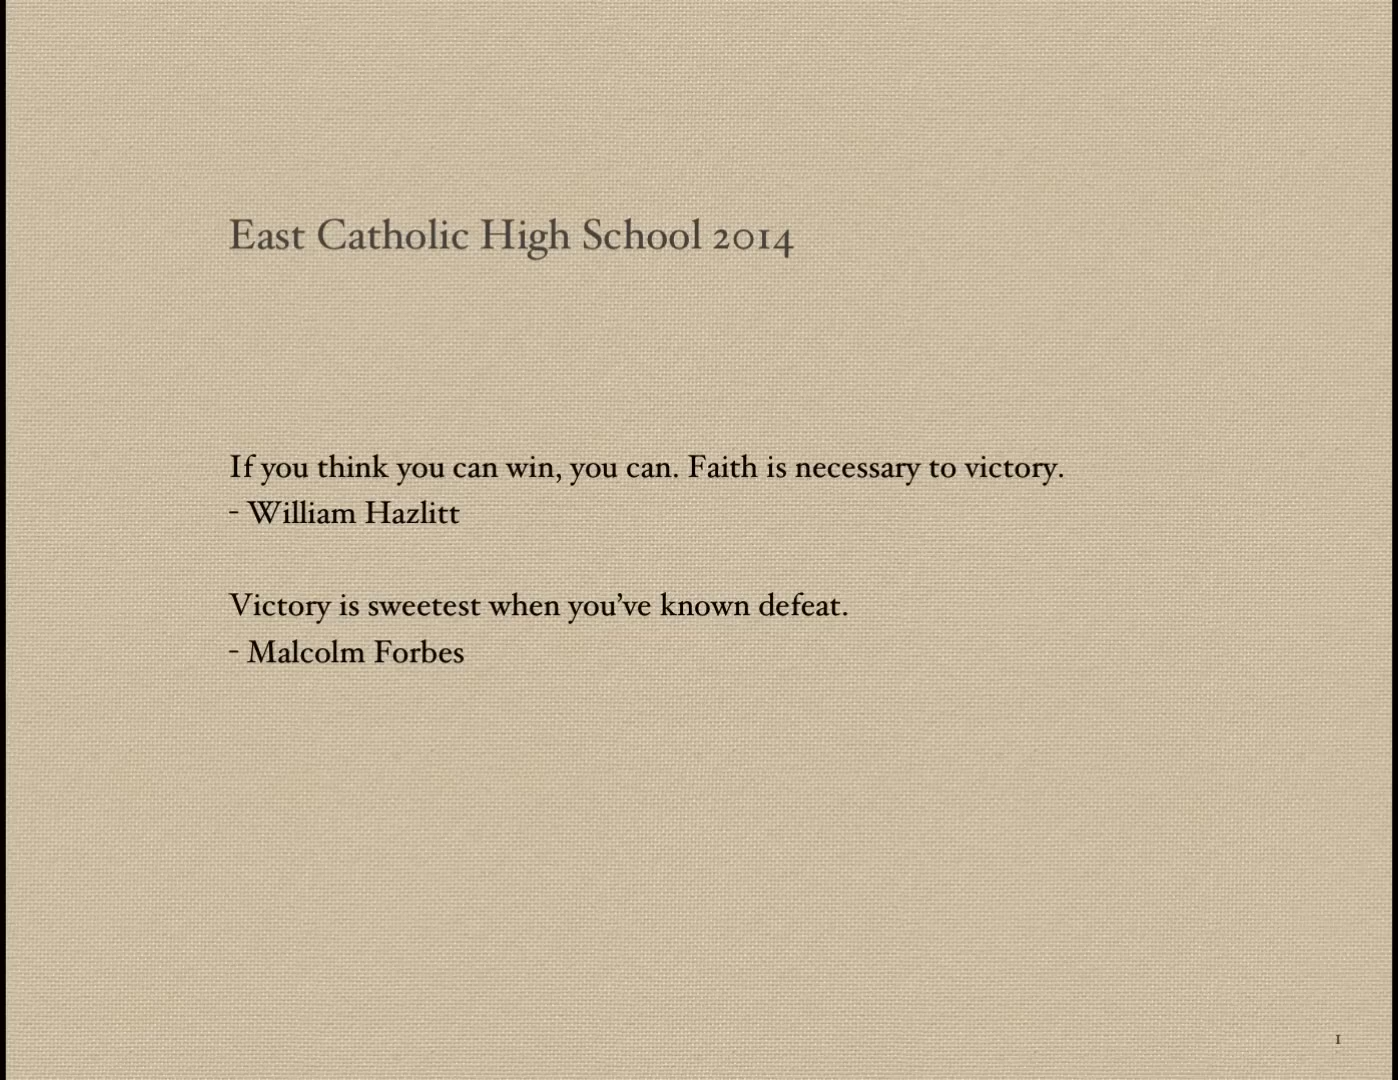 East Catholic High School 2014
If you think you can win, you can. Faith is necessary to victory.
- William Hazlitt
Victory is sweetest when you’ve known defeat.
- Malcolm Forbes
1